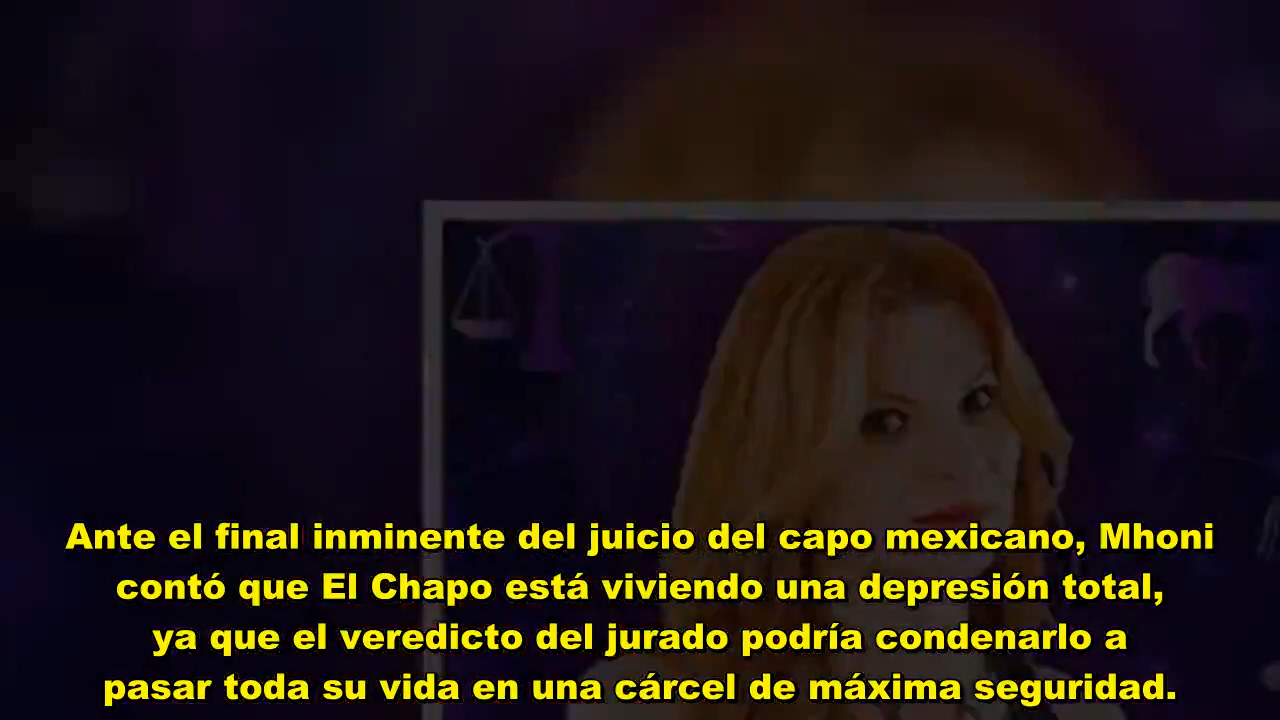 Ante el final inminente del juicio del capo mexicano, Mhoni
contó que El Chapo está viviendo una depresión total,
ya que el veredicto del jurado podría condenarlo a
pasar toda su vida en una cárcel de máxima seguridad.